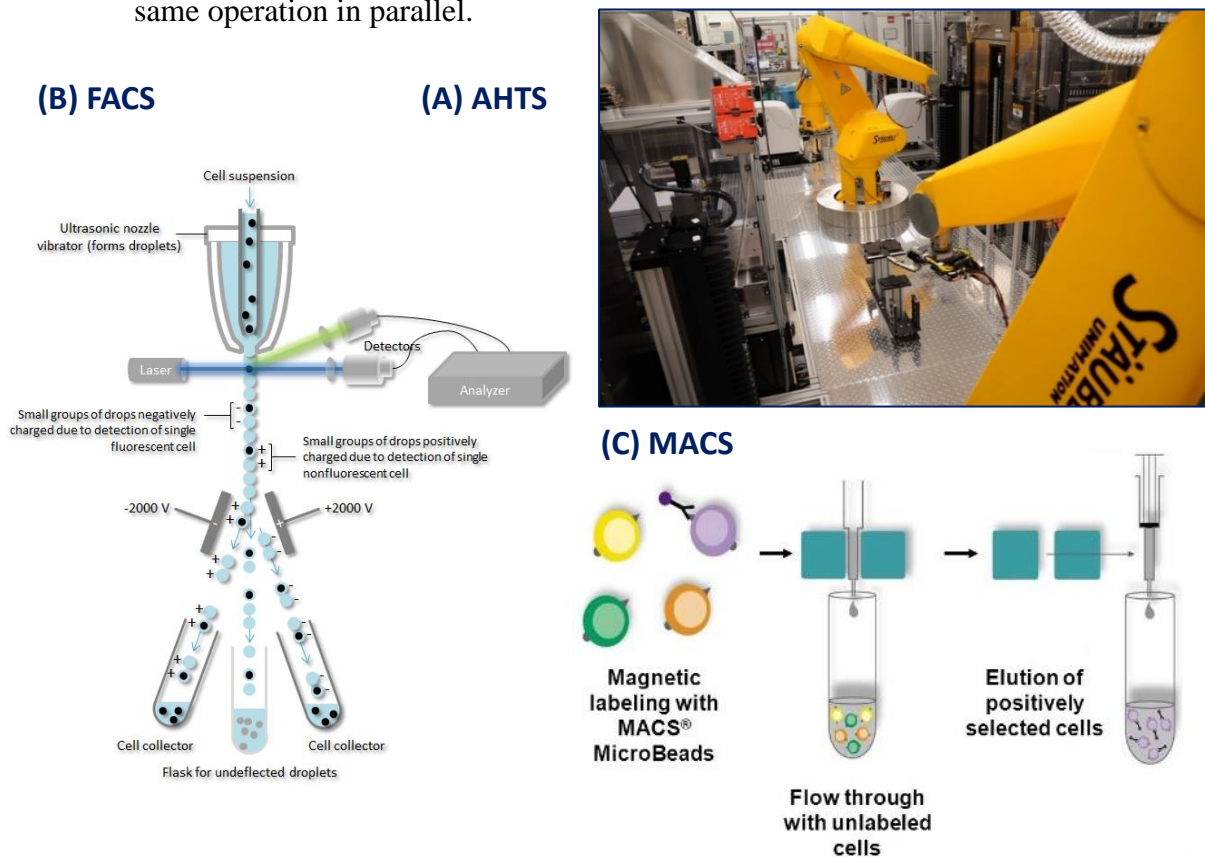 same operation in parallel.
(B) FACS
(A) AHTS
Cell suspension
Ultrasonic nozzle
vibrator (forms droplets)
Laser
Detectors
Analyzer
Small groups of drops negatively
charged due to detection of single
fluorescent cell
-
-
+
+
Small groups of drops positively
charged due to detection of single
nonfluorescent cell
-2000 V
+2000 V
Cell collector
Cell collector
Flask for undeflected droplets
STÄUBLI
UNIMATION
(C) MACS
Magnetic
labeling with
MACS®
MicroBeads
Flow through
with unlabeled
cells
Elution of
positively
selected cells